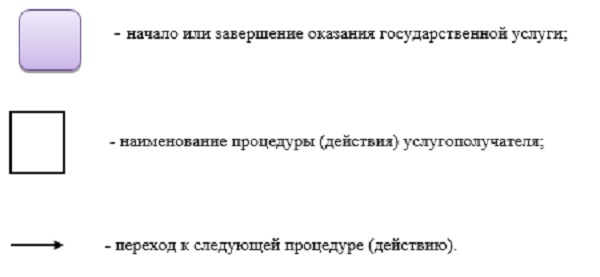 - начало или завершение оказания государственной услуги;
- наименование процедуры (действия) услугополучателя;
- переход к следующей процедуре (действию).